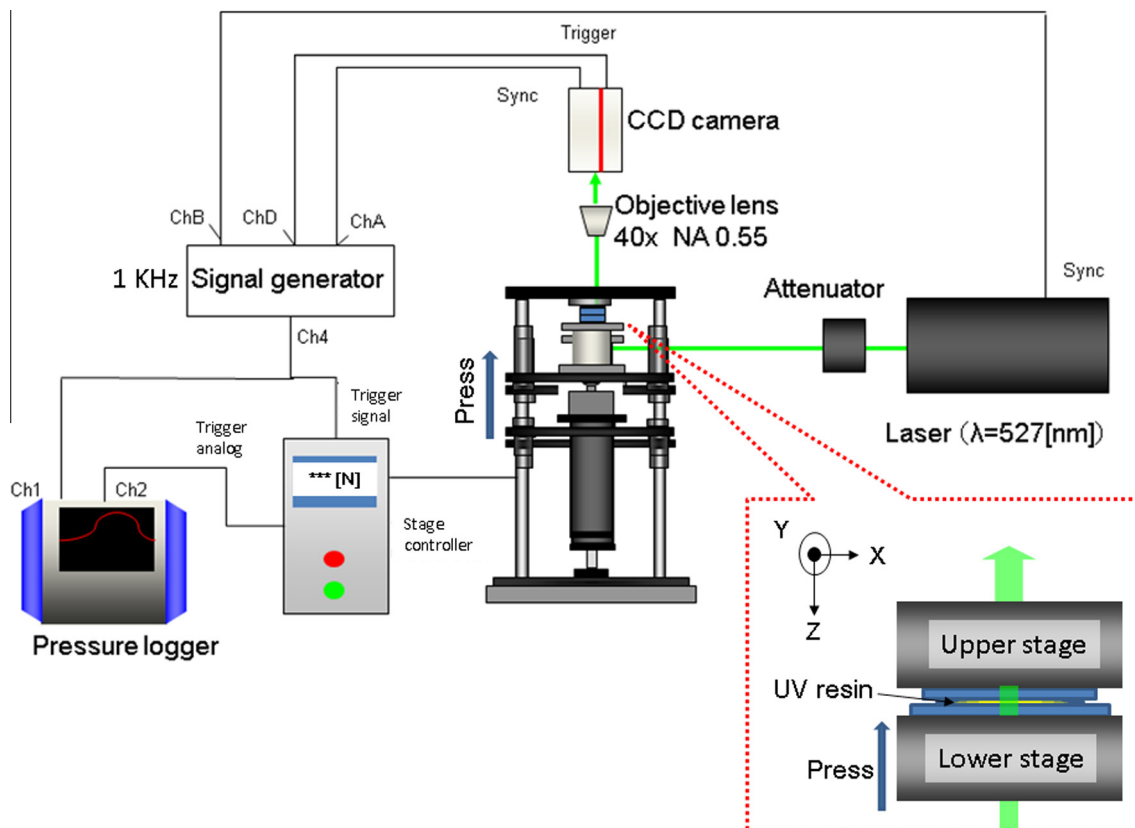 Trigger
Sync
CCD camera
ChB
ChD
ChA
Objective lens
40x NA 0.55
1 KHz
Signal generator
Attenuator
Sync
Ch4
Press
Laser (λ=527[nm])
Trigger
signal
Trigger
analog
Ch1
Ch2
*** [N]
Stage
controller
Pressure logger
Y
X
Z
Upper stage
UV resin
Press
Lower stage